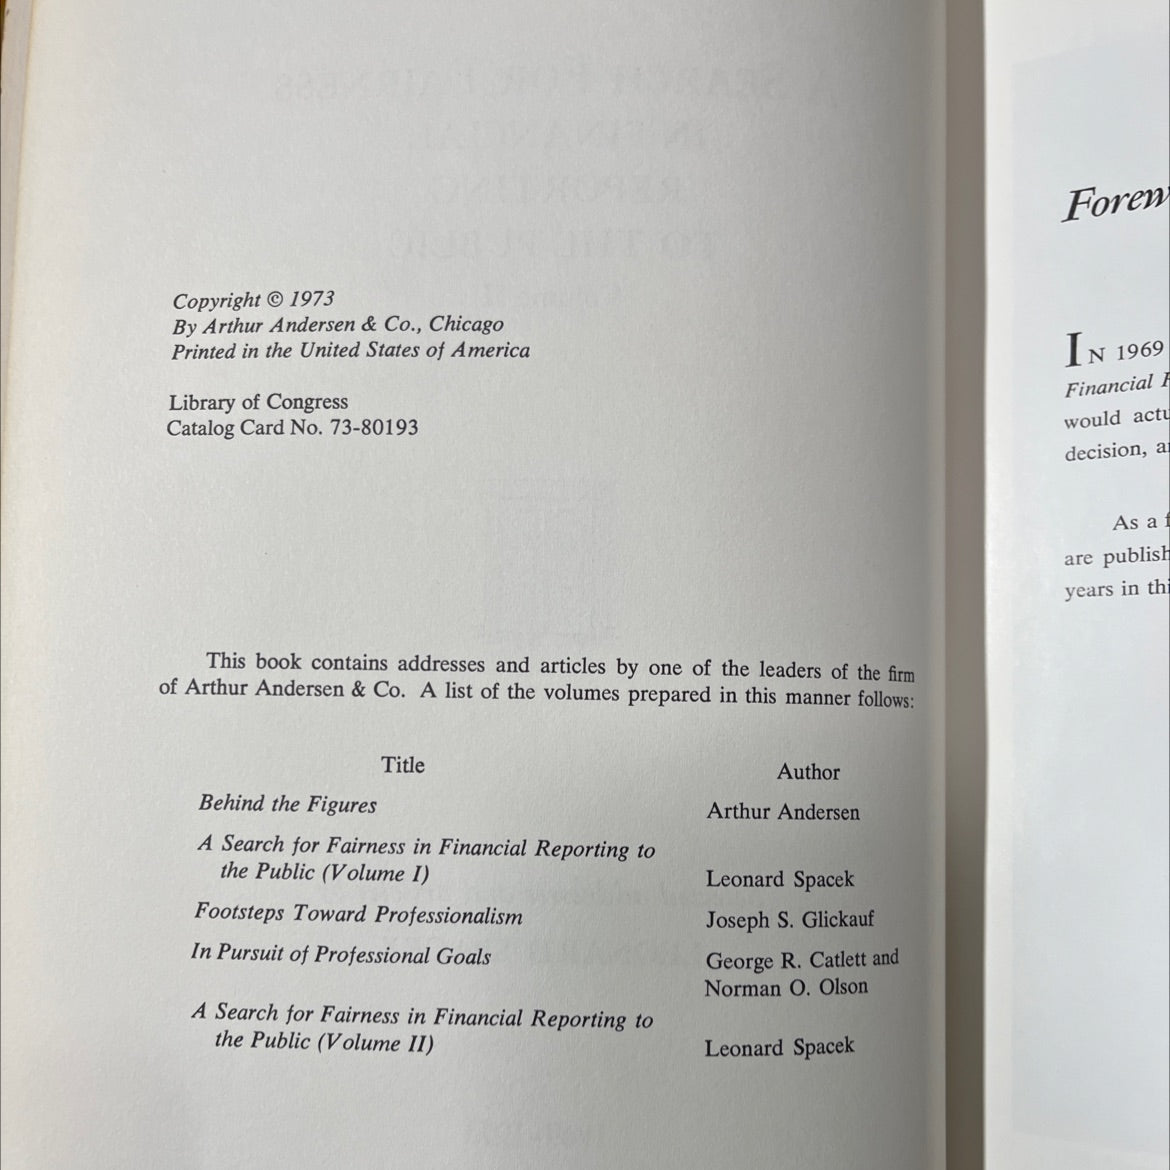 Copyright © 1973
By Arthur Andersen & Co., Chicago
Printed in the United States of America
Library of Congress
Catalog Card No. 73-80193
This book contains addresses and articles by one of the leaders of the firm
of Arthur Andersen & Co. A list of the volumes prepared in this manner follows:
Title Author
Behind the Figures Arthur Andersen
A Search for Fairness in Financial Reporting to
the Public (Volume I) Leonard Spacek
Footsteps Toward Professionalism Joseph S. Glickauf
In Pursuit of Professional Goals George R. Catlett and
Norman O. Olson
A Search for Fairness in Financial Reporting to
the Public (Volume II) Leonard Spacek
IN 1969
Financial
would
decision,
As a
are
years in